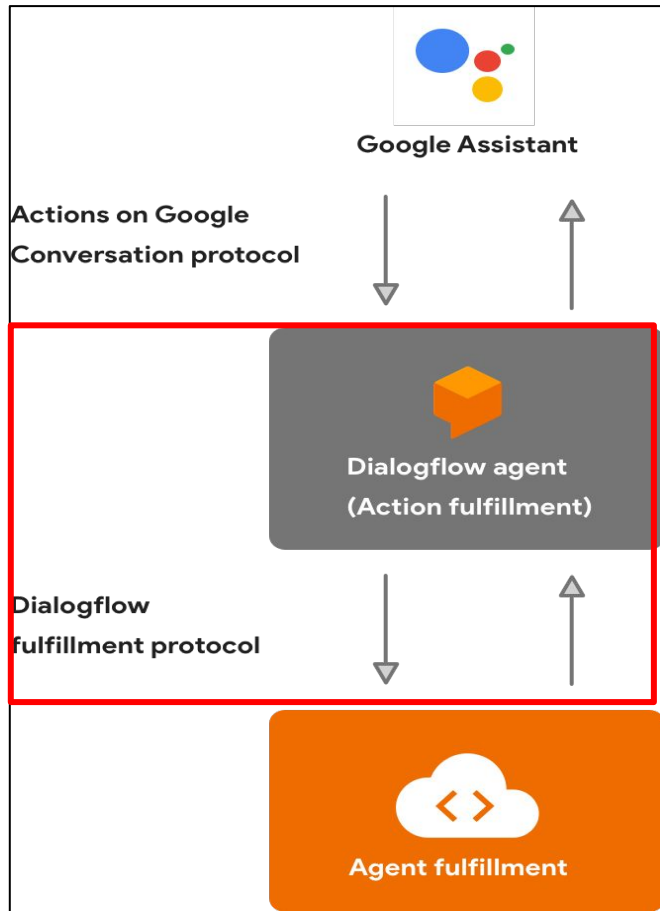 Google Assistant
Actions on Google
Conversation protocol
Dialogflow agent
(Action fulfillment)
Dialogflow
fulfillment protocol
Agent fulfillment